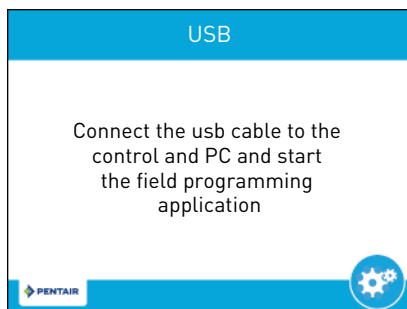 USB
Connect the usb cable to the
control and PC and start
the field programming
application
PENTAIR